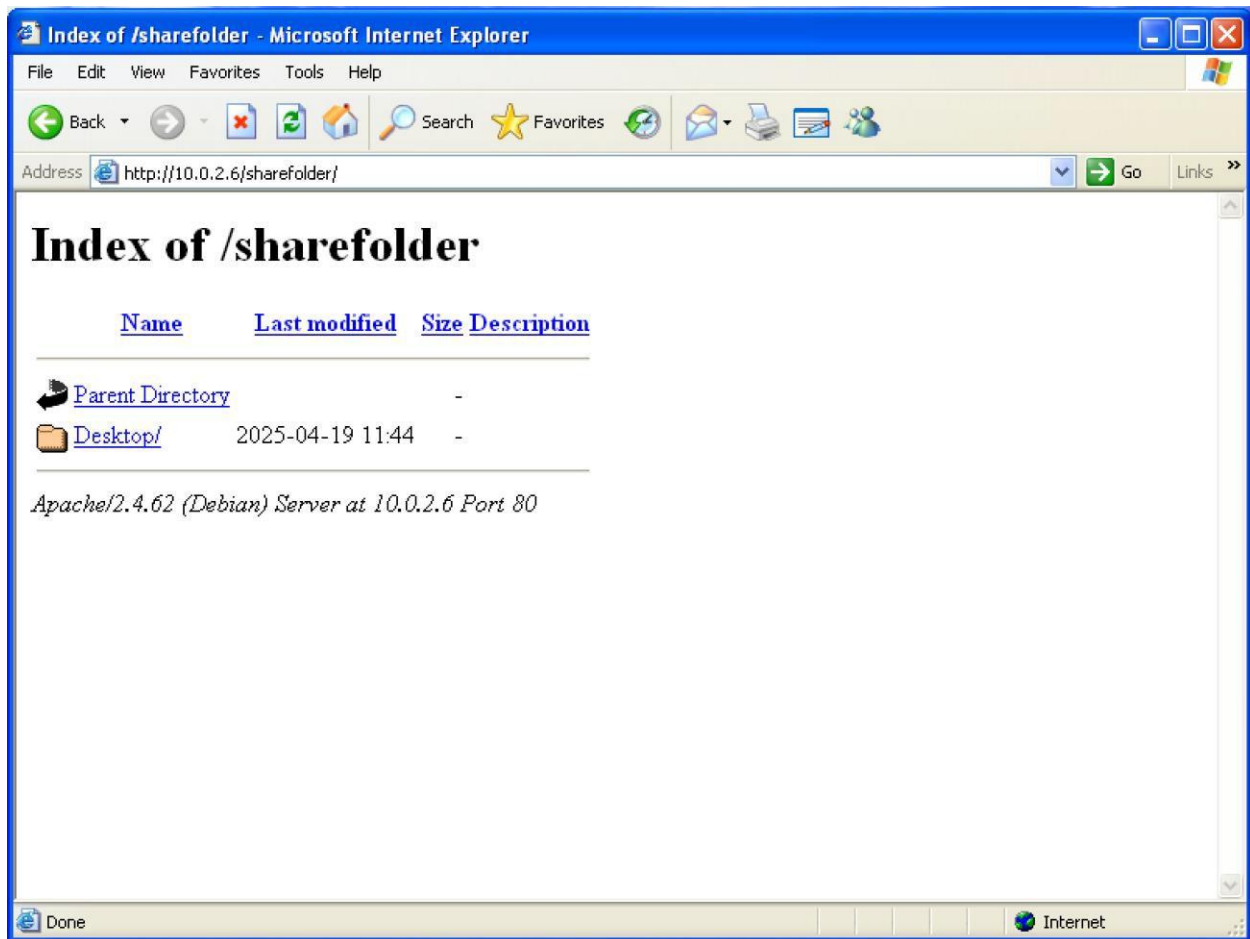 Index of /sharefolder - Microsoft Internet Explorer
File Edit View Favorites Tools Help
Back Search Favorites
Address http://10.0.2.6/sharefolder/ Go Links »
Index of /sharefolder
Name Last modified Size Description
Parent Directory -
Desktop/ 2025-04-19 11:44 -
Apache/2.4.62 (Debian) Server at 10.0.2.6 Port 80
Done Internet